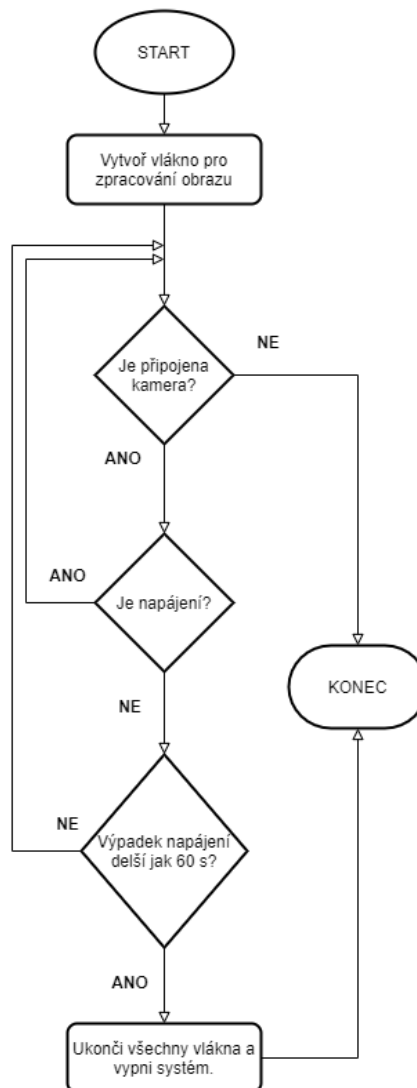 START
Vytvoř vlákno pro
zpracování obrazu
NE
Je připojena
kamera?
ANO
ANO
Je napájení?
KONEC
NE
NE
Výpadek napájení
delší jak 60 s?
ANO
Ukonči všechny vlákna a
vypni systém.